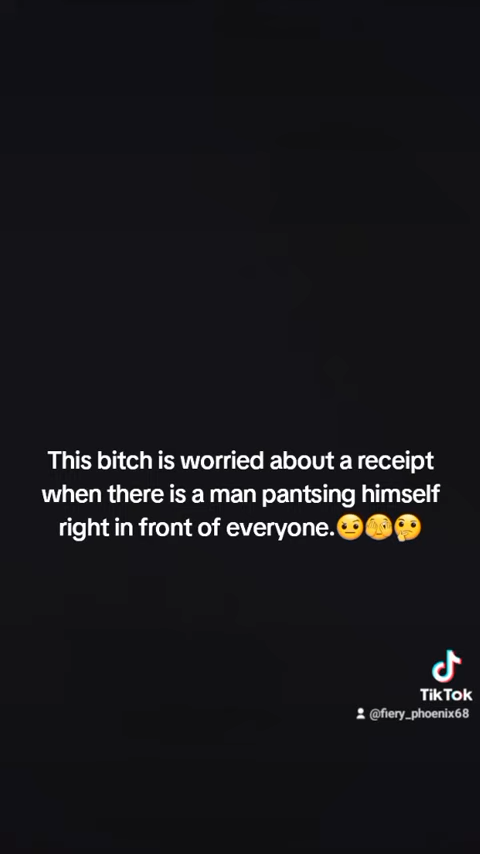 This bitch is worried about a receipt
when there is a man pantsing himself
right in front of everyone.🤨🫣🤔
TikTok
@fiery_phoenix68